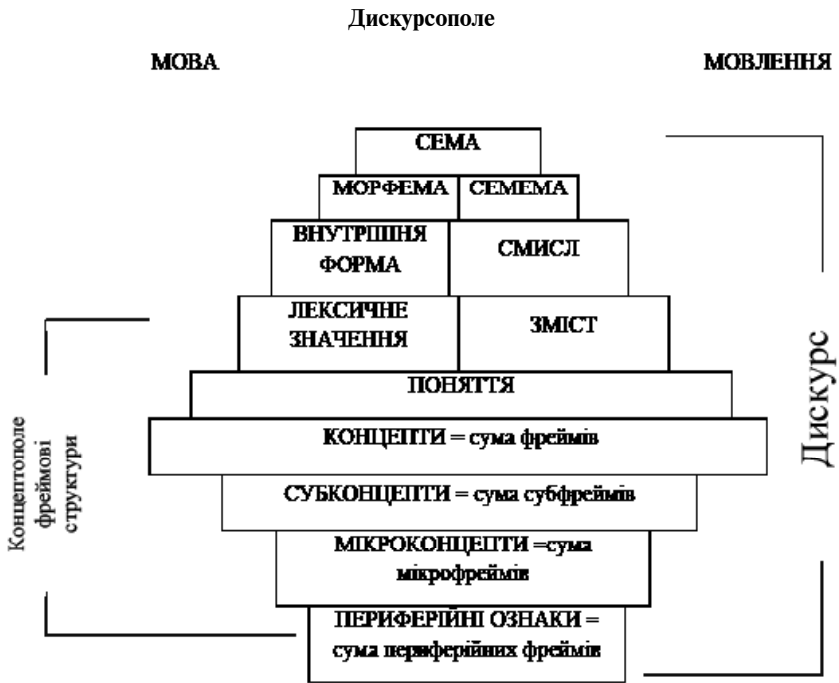 Дискурсополе
МОВА
МОВЛЕННЯ
СЕМА
МОРФЕМА
СЕМЕМА
ВНУТРІШНЯ
ФОРМА
СМИСЛ
ЛЕКСИЧНЕ
ЗНАЧЕННЯ
ЗМІСТ
ПОНЯТТЯ
КОНЦЕПТИ = сума фреймів
СУБКОНЦЕПТИ = сума субфреймів
МІКРОКОНЦЕПТИ =сума
мікрофреймів
ПЕРИФЕРІЙНІ ОЗНАКИ =
сума периферійних фреймів
Концептополе
фреймові
структури
Дискурс